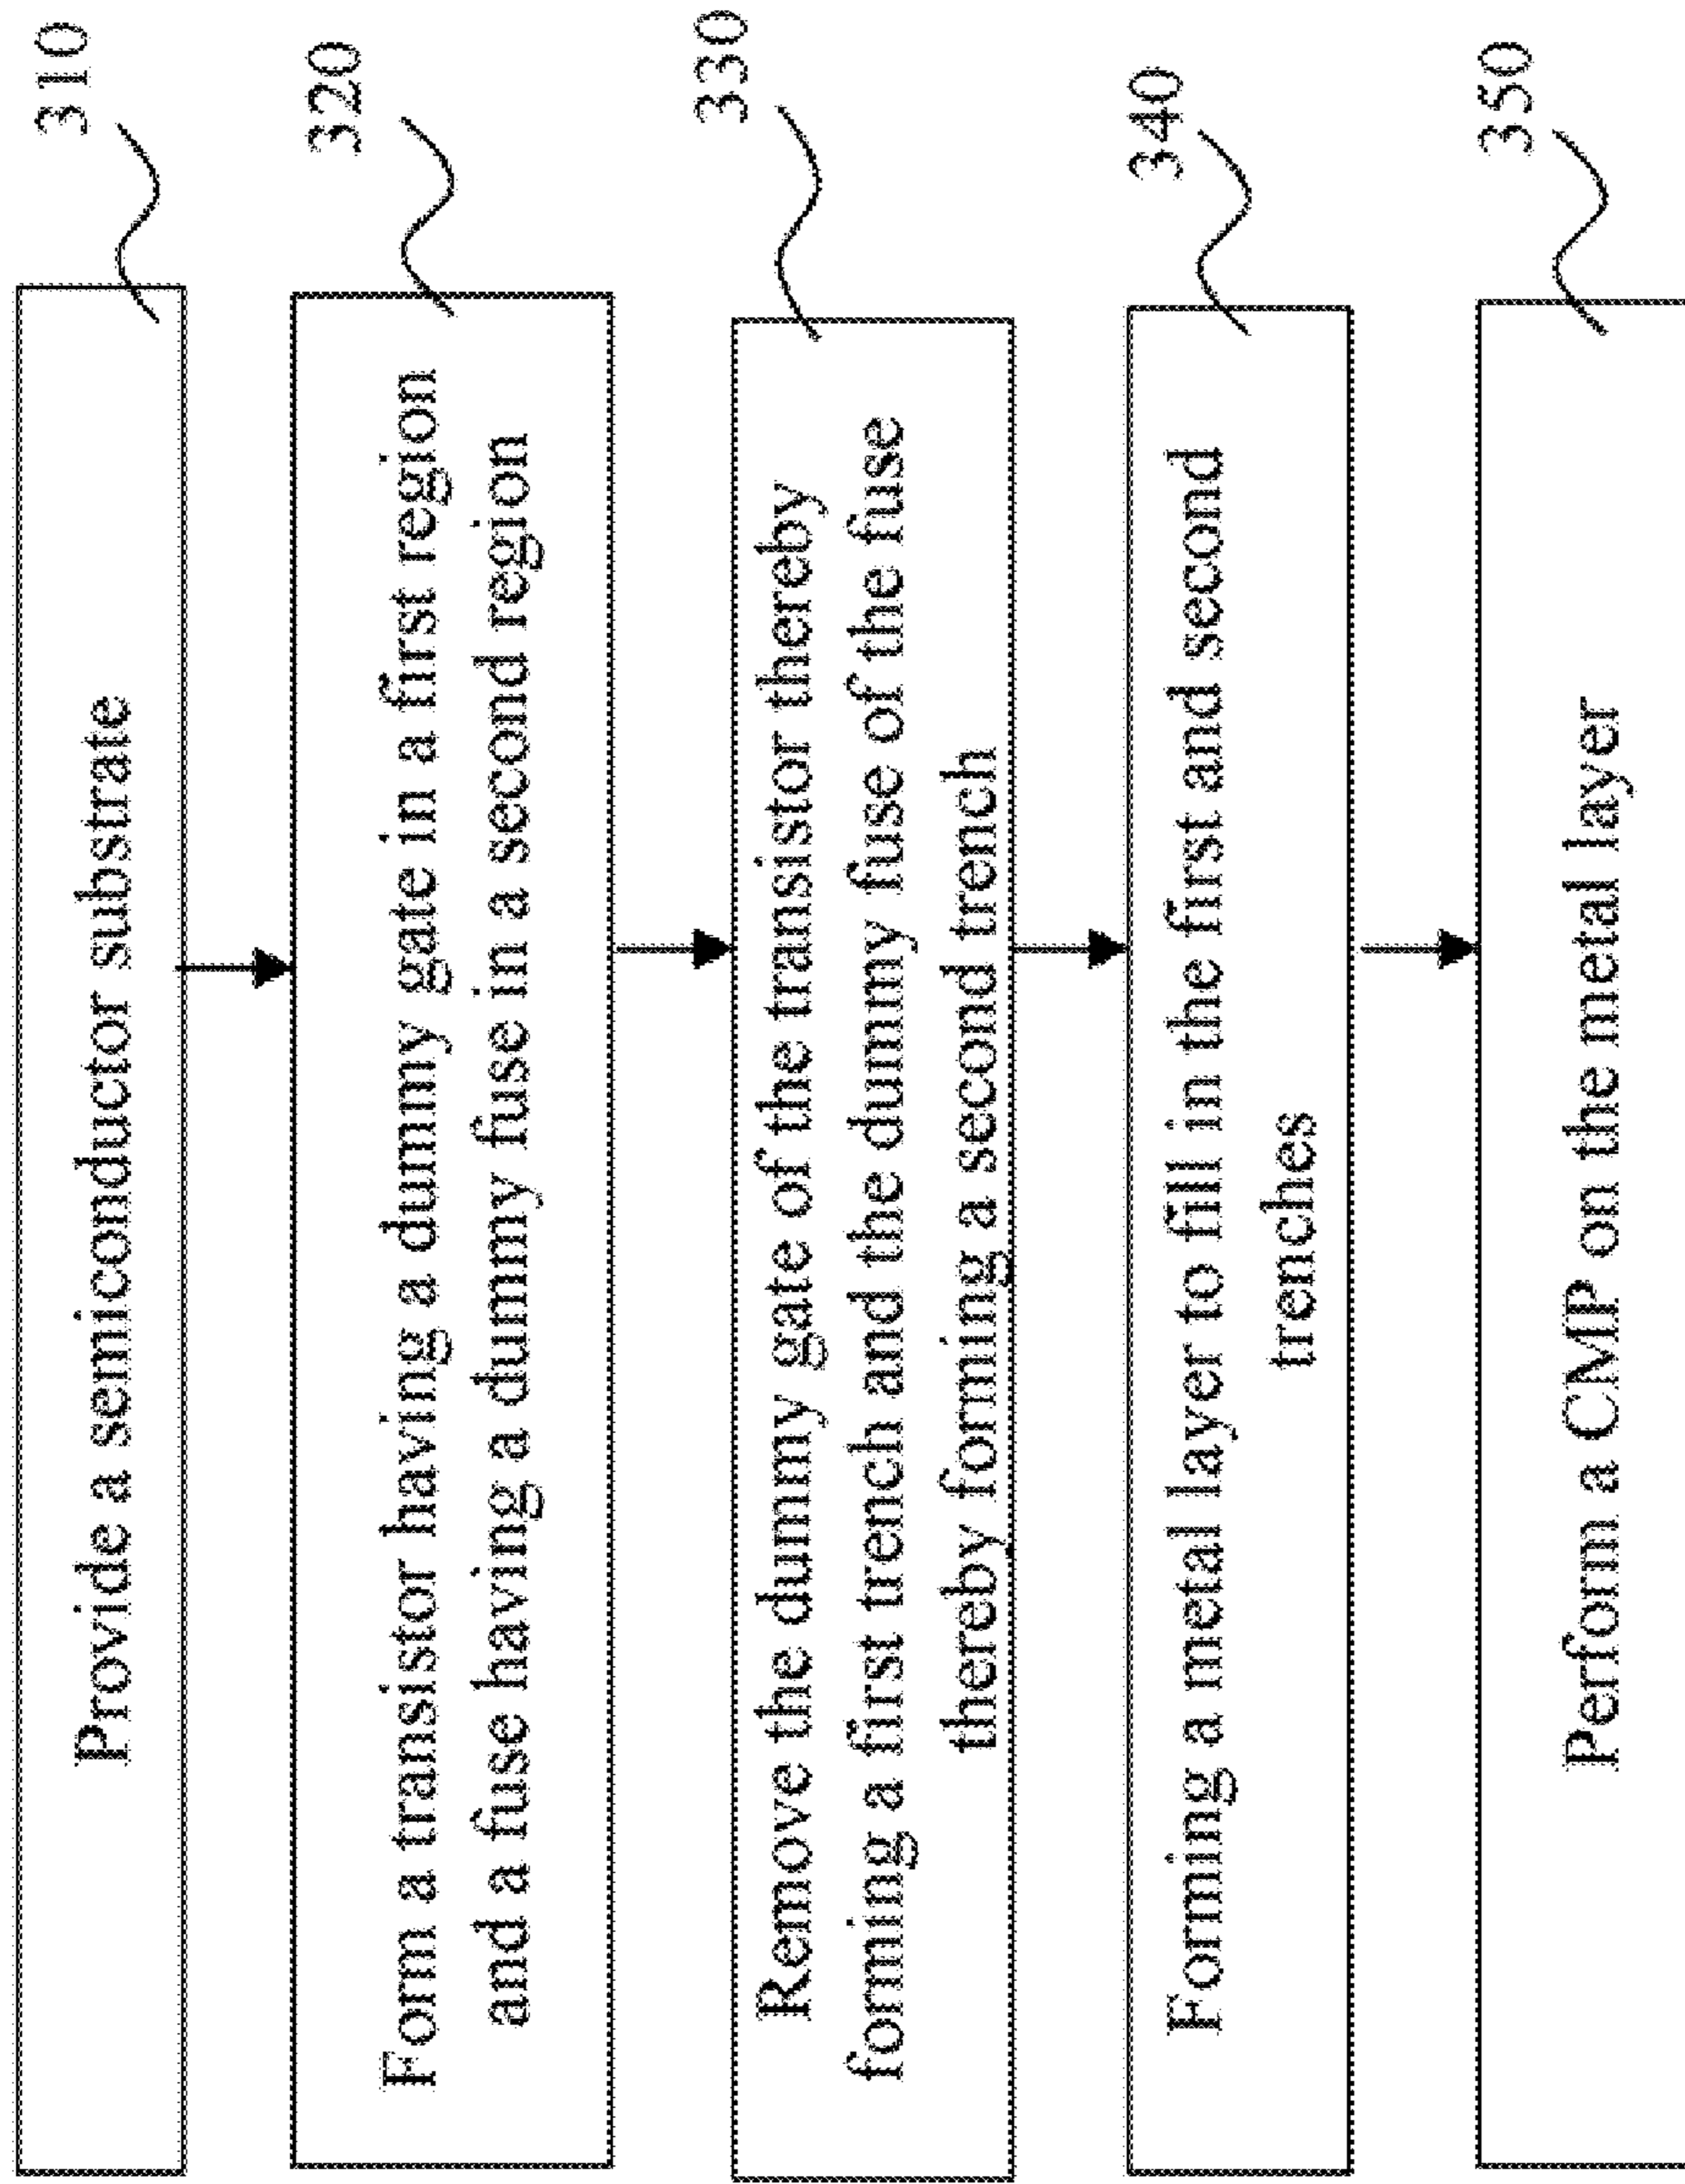 310
Provide a semiconductor substrate
320
Form a transistor having a dummy gate in a first region
and a fuse having a dummy fuse in a second region
330
Remove the dummy gate of the transistor thereby
forming a first trench and the dummy fuse of the fuse
thereby forming a second trench
340
Forming a metal layer to fill in the first and second
trenches
350
Perform a CMP on the metal layer